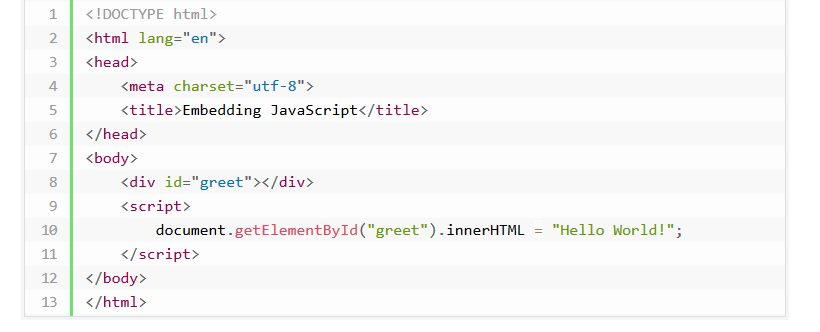 1 <!DOCTYPE html>
2 <html lang="en">
3 <head>
4     <meta charset="utf-8">
5     <title>Embedding JavaScript</title>
6 </head>
7 <body>
8     <div id="greet"></div>
9     <script>
10         document.getElementById("greet").innerHTML = "Hello World!";
11     </script>
12 </body>
13 </html>